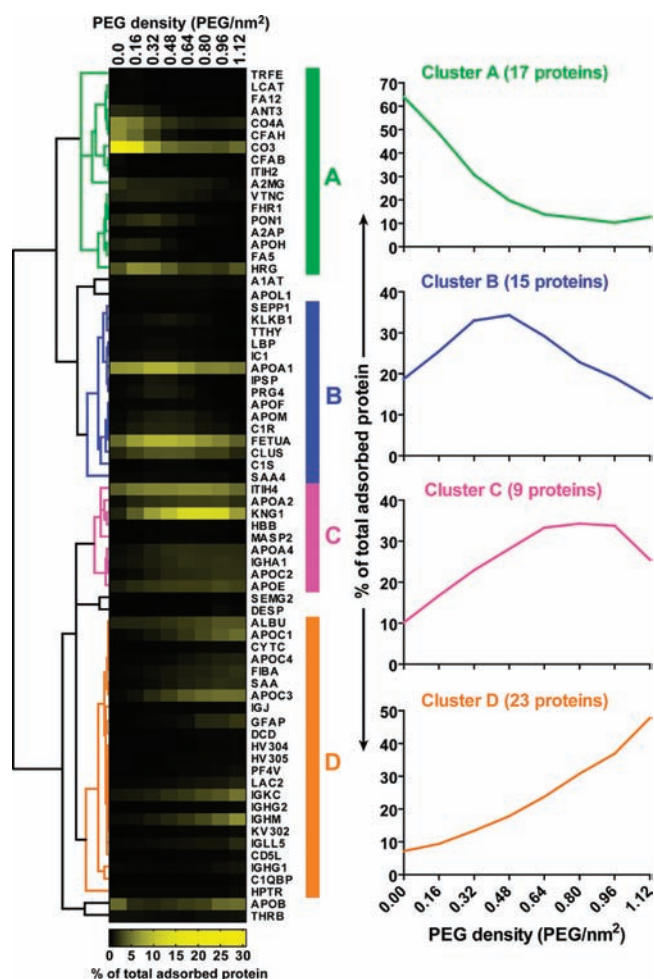 PEG density (PEG/nm²)
0.0
0.16
0.32
0.48
0.64
0.80
0.96
1.12
TRFE
LCAT
FA12
ANT3
CO4A
CFAH
CO3
CFAB
ITIH2
A2MG
VTNC
FHR1
PON1
A2AP
APOH
FA5
HRG
A1AT
APOL1
SEPP1
KLKB1
TTHY
LBP
IC1
APOA1
IPSP
PRG4
APOF
APOM
C1R
FETUA
CLUS
C1S
SAA4
ITIH4
APOA2
KNG1
HBB
MASP2
APOA4
IGHA1
APOC2
APOE
SEMG2
DESP
ALBU
APOC1
CYTC
APOC4
FIBA
SAA
APOC3
IGJ
GFAP
DCD
HV304
HV305
PF4V
LAC2
IGKC
IGHG2
IGHM
KV302
IGLL5
CD5L
IGHG1
C1QBP
HPTR
APOB
THRB
A
B
C
D
0 5 10 15 20 25 30
% of total adsorbed protein
Cluster A (17 proteins)
70
60
50
40
30
20
10
0
Cluster B (15 proteins)
40
30
20
10
0
% of total adsorbed protein
Cluster C (9 proteins)
40
30
20
10
0
Cluster D (23 proteins)
50
40
30
20
10
0
0.00
0.16
0.32
0.48
0.64
0.80
0.96
1.12
PEG density (PEG/nm²)